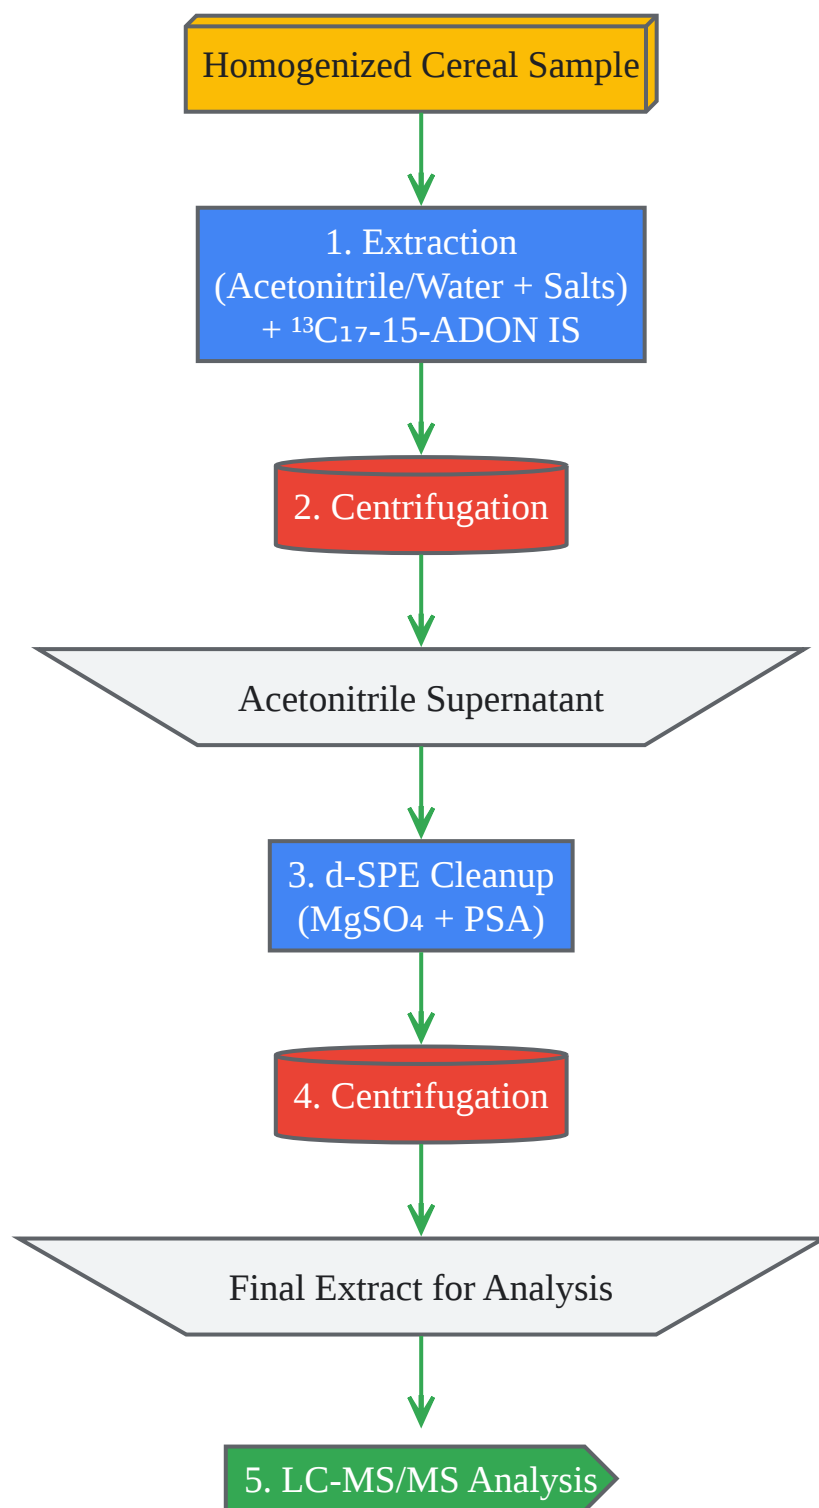 Homogenized Cereal Sample
1. Extraction
(Acetonitrile/Water + Salts)
+ ¹³C₁₇-15-ADON IS
2. Centrifugation
Acetonitrile Supernatant
3. d-SPE Cleanup
(MgSO₄ + PSA)
4. Centrifugation
Final Extract for Analysis
5. LC-MS/MS Analysis